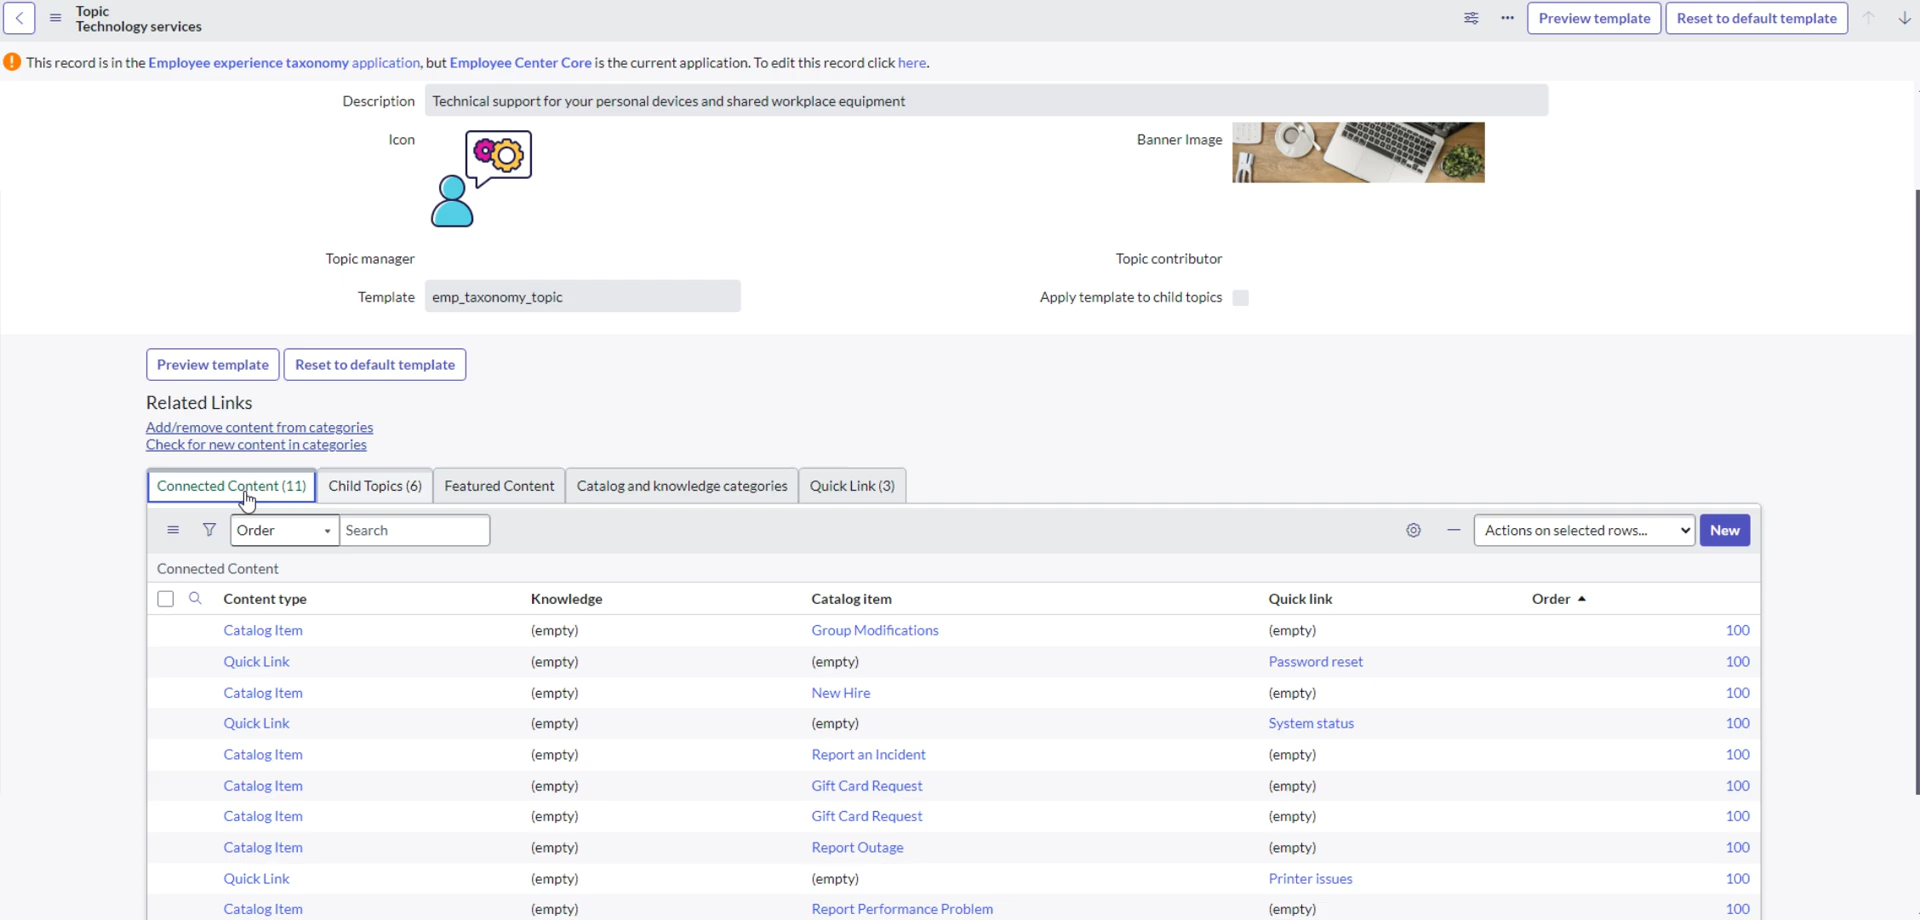 Topic
Technology services
Preview template
Reset to default template
This record is in the Employee experience taxonomy application, but Employee Center Core is the current application. To edit this record click here.
Description Technical support for your personal devices and shared workplace equipment
Icon Banner Image
Topic manager Topic contributor
Template emp_taxonomy_topic Apply template to child topics
Preview template Reset to default template
Related Links
Add/remove content from categories
Check for new content in categories
Connected Content (11) Child Topics (6) Featured Content Catalog and knowledge categories Quick Link (3)
Order Search Actions on selected rows... New
Connected Content
Content type Knowledge Catalog item Quick link Order
Catalog Item (empty) Group Modifications (empty) 100
Quick Link (empty) (empty) Password reset 100
Catalog Item (empty) New Hire (empty) 100
Quick Link (empty) (empty) System status 100
Catalog Item (empty) Report an Incident (empty) 100
Catalog Item (empty) Gift Card Request (empty) 100
Catalog Item (empty) Gift Card Request (empty) 100
Catalog Item (empty) Report Outage (empty) 100
Quick Link (empty) (empty) Printer issues 100
Catalog Item (empty) Report Performance Problem (empty) 100